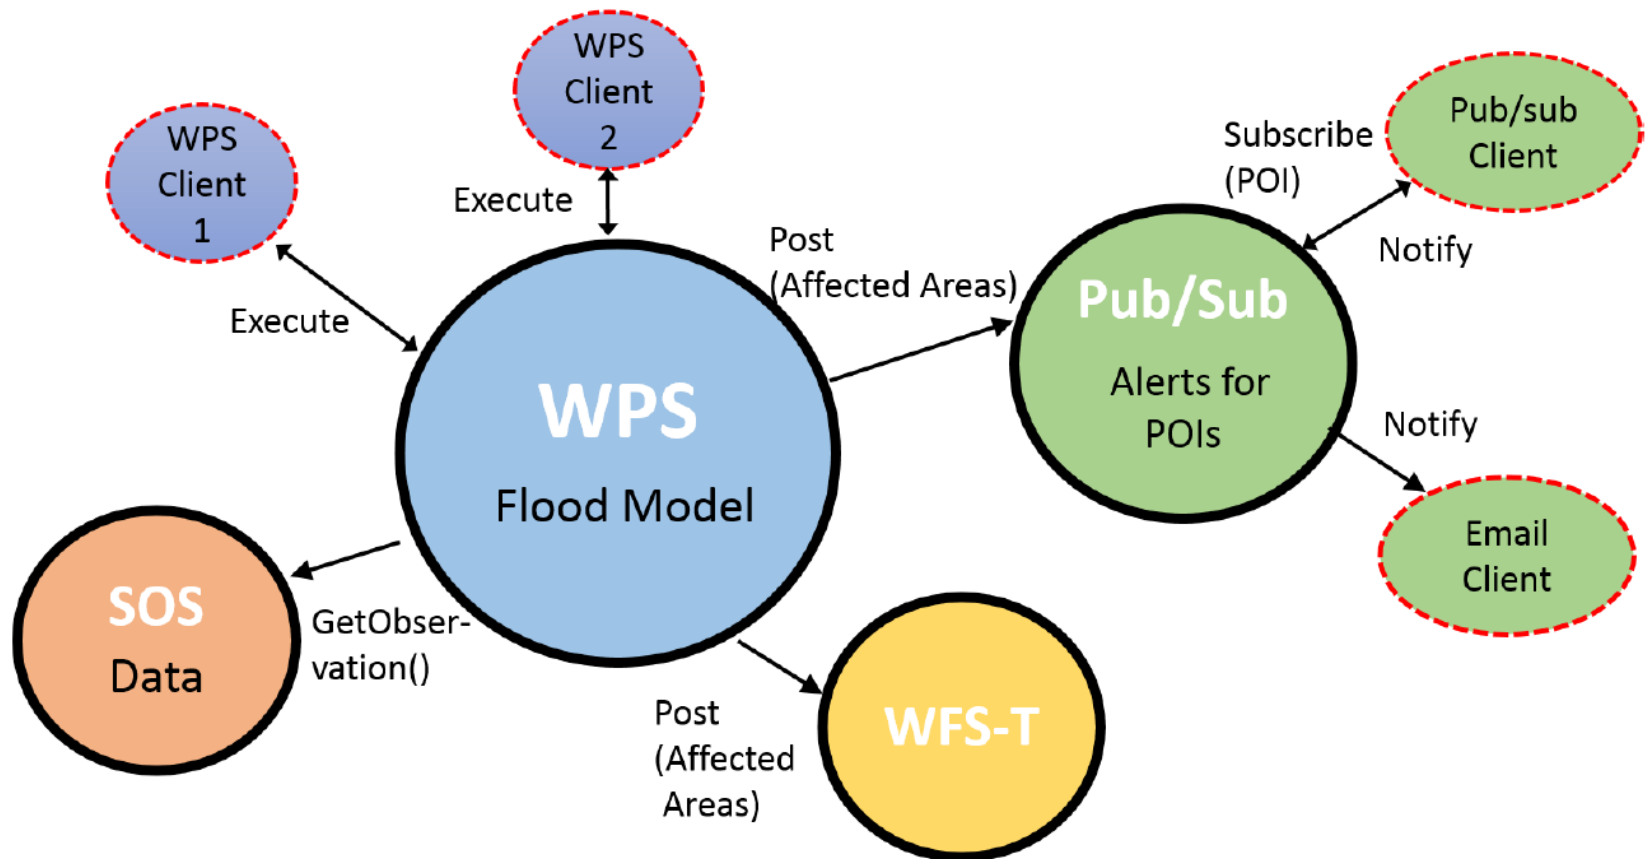 WPS
Client
2
WPS
Client
1
Execute
Execute
Post
(Affected Areas)
Subscribe
(POI)
Pub/sub
Client
Notify
Pub/Sub
Alerts for
POIs
Notify
Email
Client
WPS
Flood Model
SOS
Data
GetObser-
vation()
Post
(Affected
Areas)
WFS-T